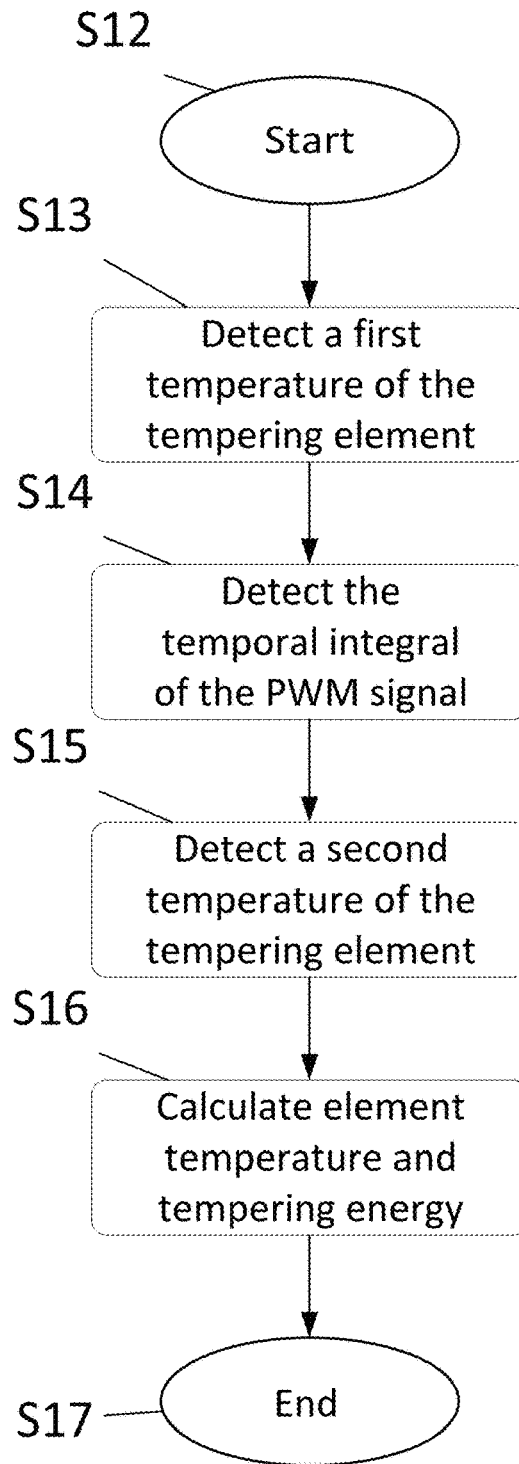 S12
Start
S13
Detect a first
temperature of the
tempering element
S14
Detect the
temporal integral
of the PWM signal
S15
Detect a second
temperature of the
tempering element
S16
Calculate element
temperature and
tempering energy
End
S17